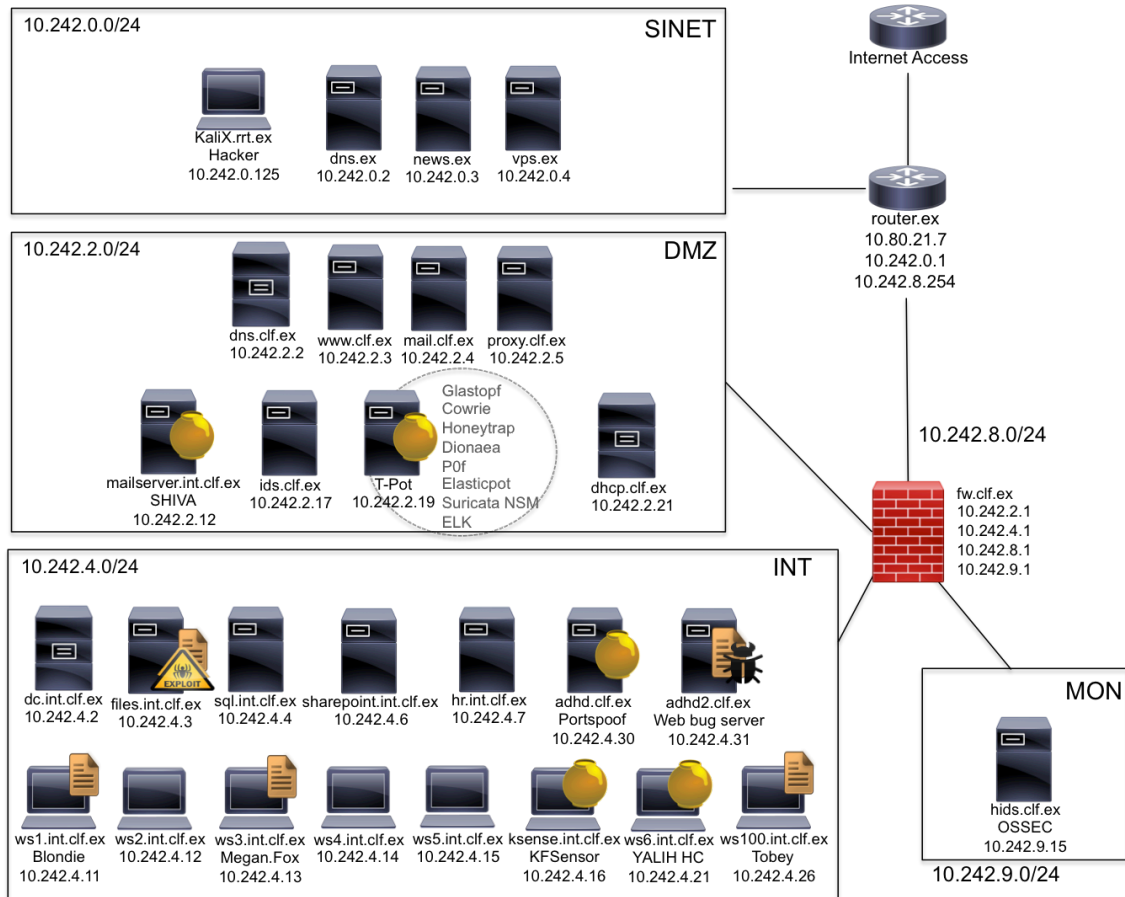 10.242.0.0/24
SINET
KaliX.rrt.ex
Hacker
10.242.0.125
dns.ex
10.242.0.2
news.ex
10.242.0.3
vps.ex
10.242.0.4
Internet Access
router.ex
10.80.21.7
10.242.0.1
10.242.8.254
10.242.2.0/24
DMZ
dns.clf.ex
10.242.2.2
www.clf.ex
10.242.2.3
mail.clf.ex
10.242.2.4
proxy.clf.ex
10.242.2.5
mailserver.int.clf.ex
SHIVA
10.242.2.12
ids.clf.ex
10.242.2.17
T-Pot
10.242.2.19
Glastopf
Cowrie
Honeytrap
Dionaea
P0f
Elasticpot
Suricata NSM
ELK
dhcp.clf.ex
10.242.2.21
10.242.8.0/24
fw.clf.ex
10.242.2.1
10.242.4.1
10.242.8.1
10.242.9.1
10.242.4.0/24
INT
dc.int.clf.ex
10.242.4.2
EXPLOIT
files.int.clf.ex
10.242.4.3
sql.int.clf.ex
10.242.4.4
sharepoint.int.clf.ex
10.242.4.6
hr.int.clf.ex
10.242.4.7
adhd.clf.ex
Portspoof
10.242.4.30
adhd2.clf.ex
Web bug server
10.242.4.31
ws1.int.clf.ex
Blondie
10.242.4.11
ws2.int.clf.ex
10.242.4.12
ws3.int.clf.ex
Megan.Fox
10.242.4.13
ws4.int.clf.ex
10.242.4.14
ws5.int.clf.ex
10.242.4.15
ksense.int.clf.ex
KFSensor
10.242.4.16
ws6.int.clf.ex
YALIH HC
10.242.4.21
ws100.int.clf.ex
Tobey
10.242.4.26
MON
hids.clf.ex
OSSEC
10.242.9.15
10.242.9.0/24